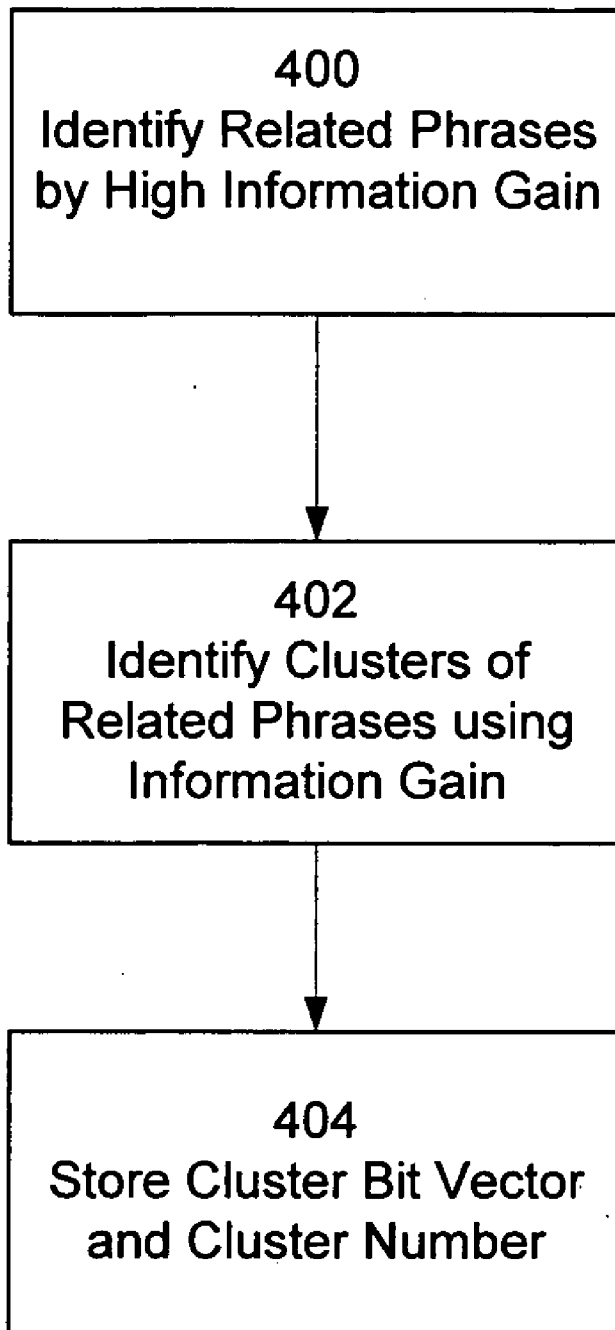 400
Identify Related Phrases
by High Information Gain
402
Identify Clusters of
Related Phrases using
Information Gain
404
Store Cluster Bit Vector
and Cluster Number